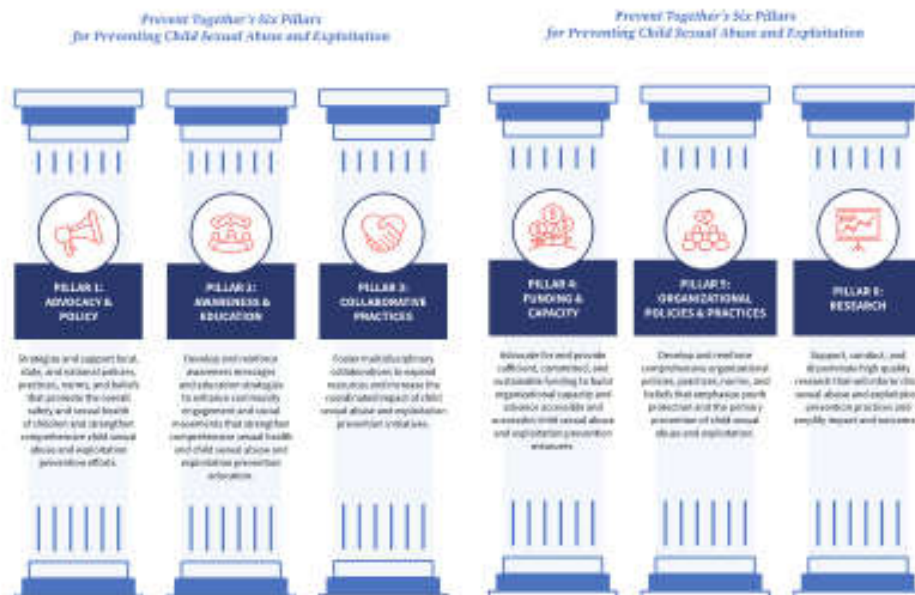 Prevent Together's Six Pillars
for Preventing Child Sexual Abuse and Exploitation
PILLAR 1:
ADVOCACY &
POLICY
Strategize and support local,
state, and national policies,
practices, norms, and beliefs
that promote the overall
safety and sexual health
of children and strengthen
comprehensive child sexual
abuse and exploitation
prevention efforts.
PILLAR 2:
AWARENESS &
EDUCATION
Develop and reinforce
awareness messages
and education strategies
to enhance community
engagement and social
movements that strengthen
comprehensive sexual health
and child sexual abuse and
exploitation prevention
education.
PILLAR 3:
COLLABORATIVE
PRACTICES
Foster multidisciplinary
collaborations to expand
resources and increase the
coordinated impact of child
sexual abuse and exploitation
prevention initiatives.
Prevent Together's Six Pillars
for Preventing Child Sexual Abuse and Exploitation
PILLAR 4:
FUNDING &
CAPACITY
Advocate for and provide
sufficient, committed, and
sustainable funding to build
organizational capacity and
advance accessible and
successful child sexual abuse
and exploitation prevention
measures.
PILLAR 5:
ORGANIZATIONAL
POLICIES & PRACTICES
Develop and reinforce
comprehensive organizational
policies, practices, norms, and
beliefs that emphasize youth
protection and the primary
prevention of child sexual
abuse and exploitation.
PILLAR 6:
RESEARCH
Support, conduct, and
disseminate high quality
research that will inform
sexual abuse and
prevention practices and
amplify impact and